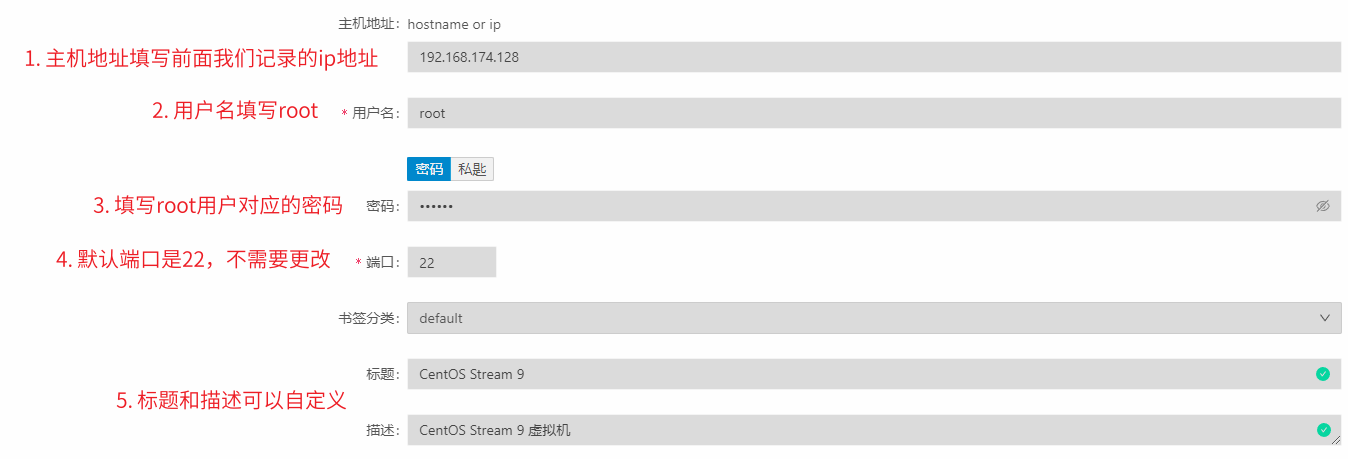 主机地址: hostname or ip
1. 主机地址填写前面我们记录的ip地址
192.168.174.128
2. 用户名填写root
* 用户名: root
密码 私匙
3. 填写root用户对应的密码
密码: ••••••
4. 默认端口是22，不需要更改
* 端口: 22
书签分类: default
标题: CentOS Stream 9
5. 标题和描述可以自定义
描述: CentOS Stream 9 虚拟机